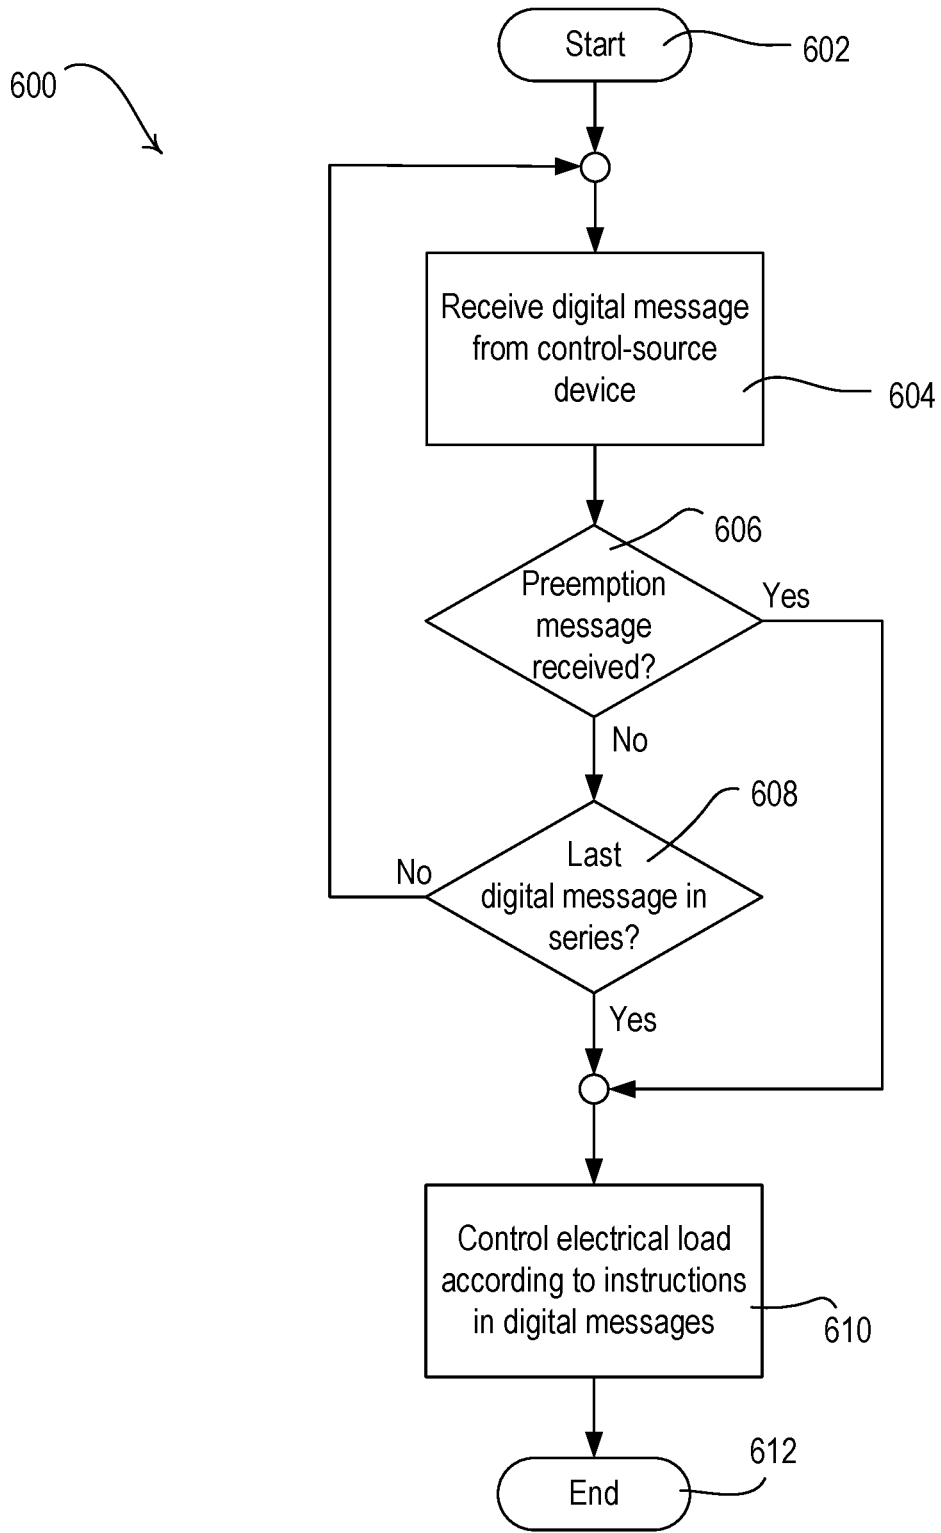 Start
602
600
Receive digital message
from control-source
device
604
606
Preemption
message
received?
Yes
No
608
Last
digital message in
series?
No
Yes
Control electrical load
according to instructions
in digital messages
610
612
End